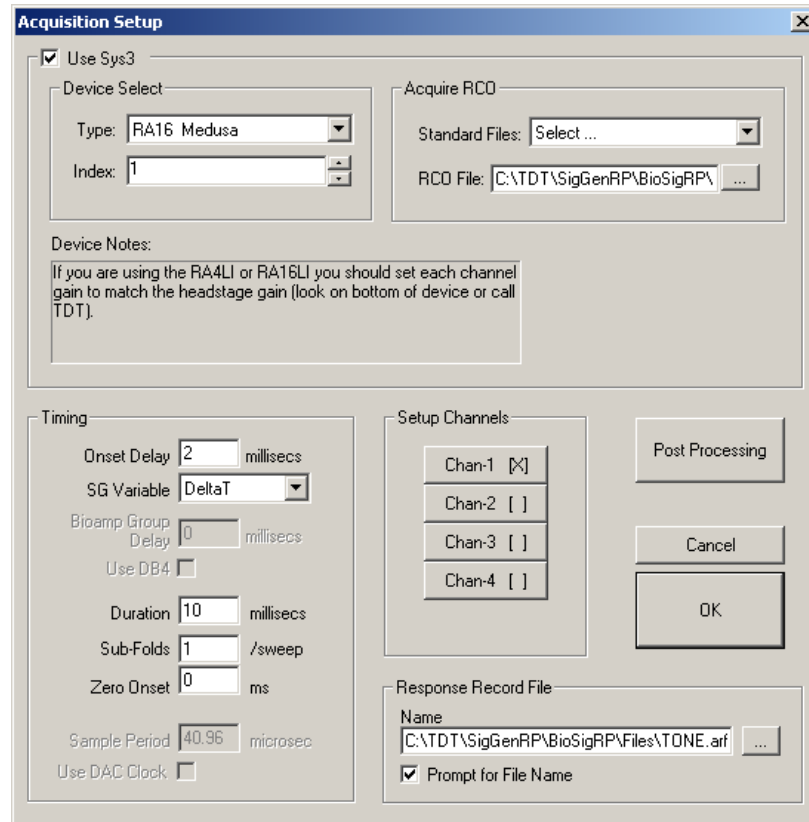 Acquisition Setup
Use Sys3
Device Select
Type: RA16 Medusa
Index: 1
Acquire RCO
Standard Files: Select ...
RCO File: C:\TDT\SigGenRP\BioSigRP\ ...
Device Notes:
If you are using the RA4LI or RA16LI you should set each channel
gain to match the headstage gain (look on bottom of device or call
TDT).
Timing
Onset Delay 2 millisecs
SG Variable DeltaT
Bioamp Group
Delay 0 millisecs
Use DB4
Duration 10 millisecs
Sub-Folds 1 /sweep
Zero Onset 0 ms
Sample Period 40.96 microsec
Use DAC Clock
Setup Channels
Chan-1 [X]
Chan-2 [ ]
Chan-3 [ ]
Chan-4 [ ]
Post Processing
Cancel
OK
Response Record File
Name
C:\TDT\SigGenRP\BioSigRP\Files\TONE.arf ...
Prompt for File Name